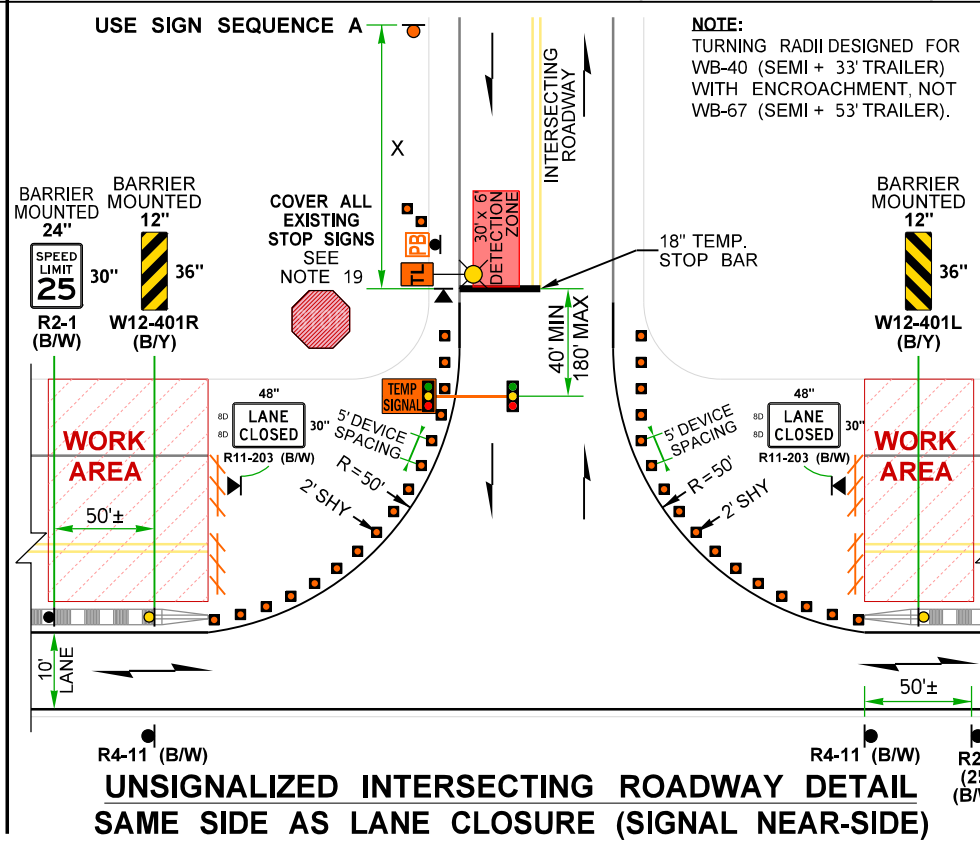 USE SIGN SEQUENCE A
NOTE:
TURNING RADII DESIGNED FOR
WB-40 (SEMI + 33' TRAILER)
WITH ENCROACHMENT, NOT
WB-67 (SEMI + 53' TRAILER).
INTERSECTING
ROADWAY
X
BARRIER
MOUNTED
24"
SPEED
LIMIT
25
30"
R2-1
(B/W)
BARRIER
MOUNTED
12"
36"
W12-401R
(B/Y)
COVER ALL
EXISTING
STOP SIGNS
SEE
NOTE 19
STOP
PB
TL
30' x 6'
DETECTION
ZONE
18" TEMP.
STOP BAR
40' MIN
180' MAX
BARRIER
MOUNTED
12"
36"
W12-401L
(B/Y)
TEMP
SIGNAL
48"
8D
8D
LANE
CLOSED
30"
R11-203 (B/W)
5' DEVICE
SPACING
R=50'
2' SHY
WORK
AREA
50'±
5' DEVICE
SPACING
R=50'
2' SHY
48"
8D
8D
LANE
CLOSED
30"
R11-203 (B/W)
WORK
AREA
10'
LANE
50'±
R4-11 (B/W)
R4-11 (B/W)
UNSIGNALIZED INTERSECTING ROADWAY DETAIL
SAME SIDE AS LANE CLOSURE (SIGNAL NEAR-SIDE)